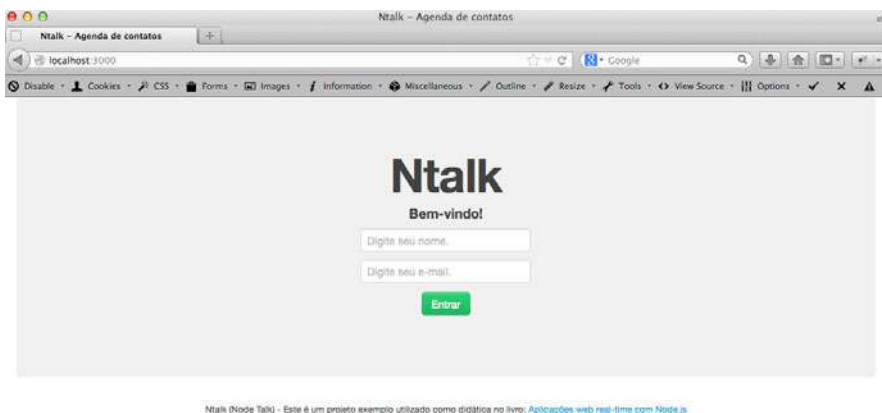 Ntalk – Agenda de contatos
Ntalk – Agenda de contatos
localhost:3000
Google
Disable Cookies CSS Forms Images Information Miscellaneous Outline Resize Tools View Source Options
Ntalk
Bem-vindo!
Digite seu nome.
Digite seu e-mail.
Entrar
Ntalk (Node Talk) - Este é um projeto exemplo utilizado como didática no livro: Aplicações web real-time com Node.js